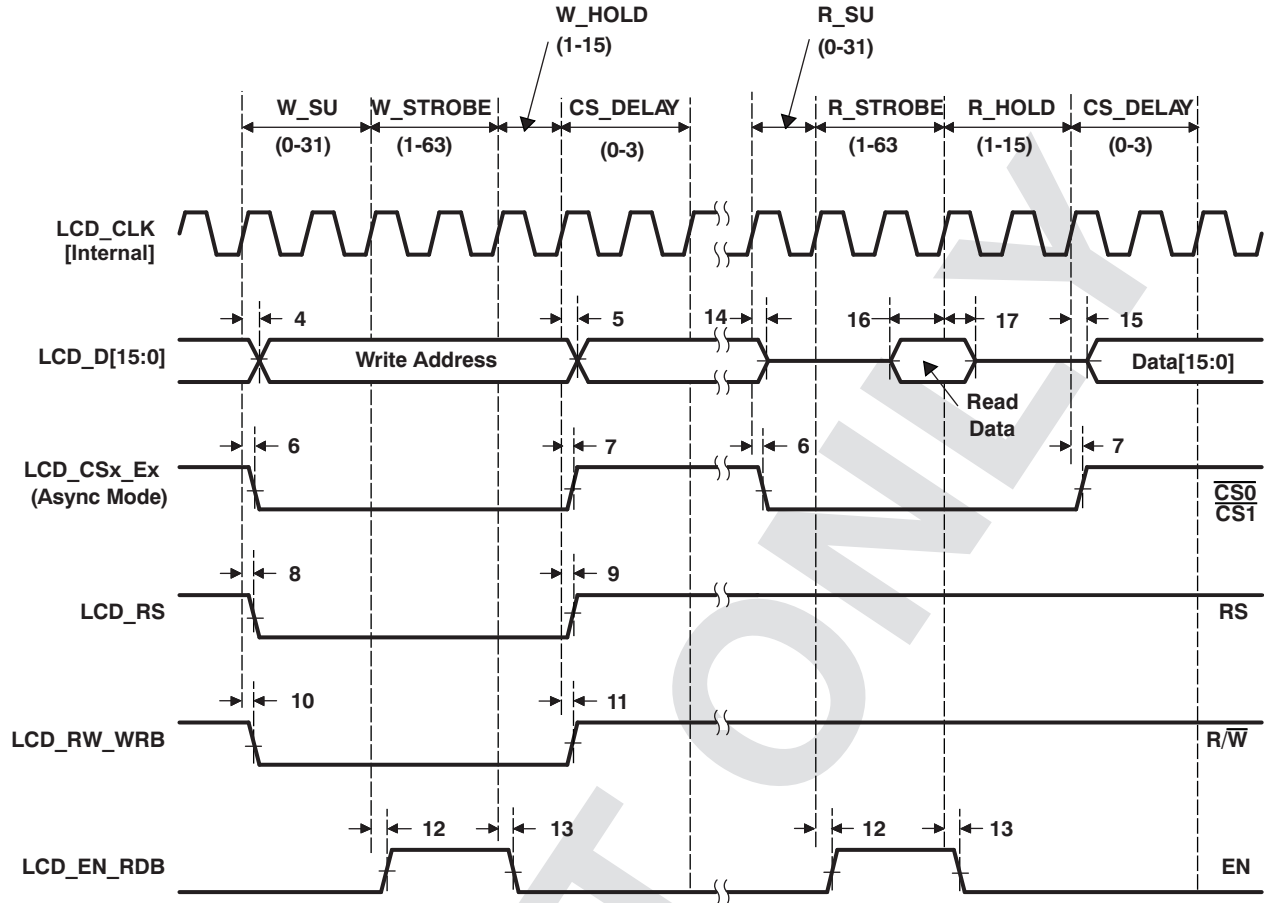 W_HOLD
(1-15)
R_SU
(0-31)
W_SU W_STROBE CS_DELAY R_STROBE R_HOLD CS_DELAY
(0-31) (1-63) (0-3) (1-63 (1-15) (0-3)
LCD_CLK
[Internal]
4 5 14 16 17 15
LCD_D[15:0] Write Address Data[15:0]
Read
Data
6 7 6 7
LCD_CSx_Ex
(Async Mode)
CS0
CS1
8 9
LCD_RS RS
10 11
LCD_RW_WRB R/W
12 13 12 13
LCD_EN_RDB EN
T ONLY